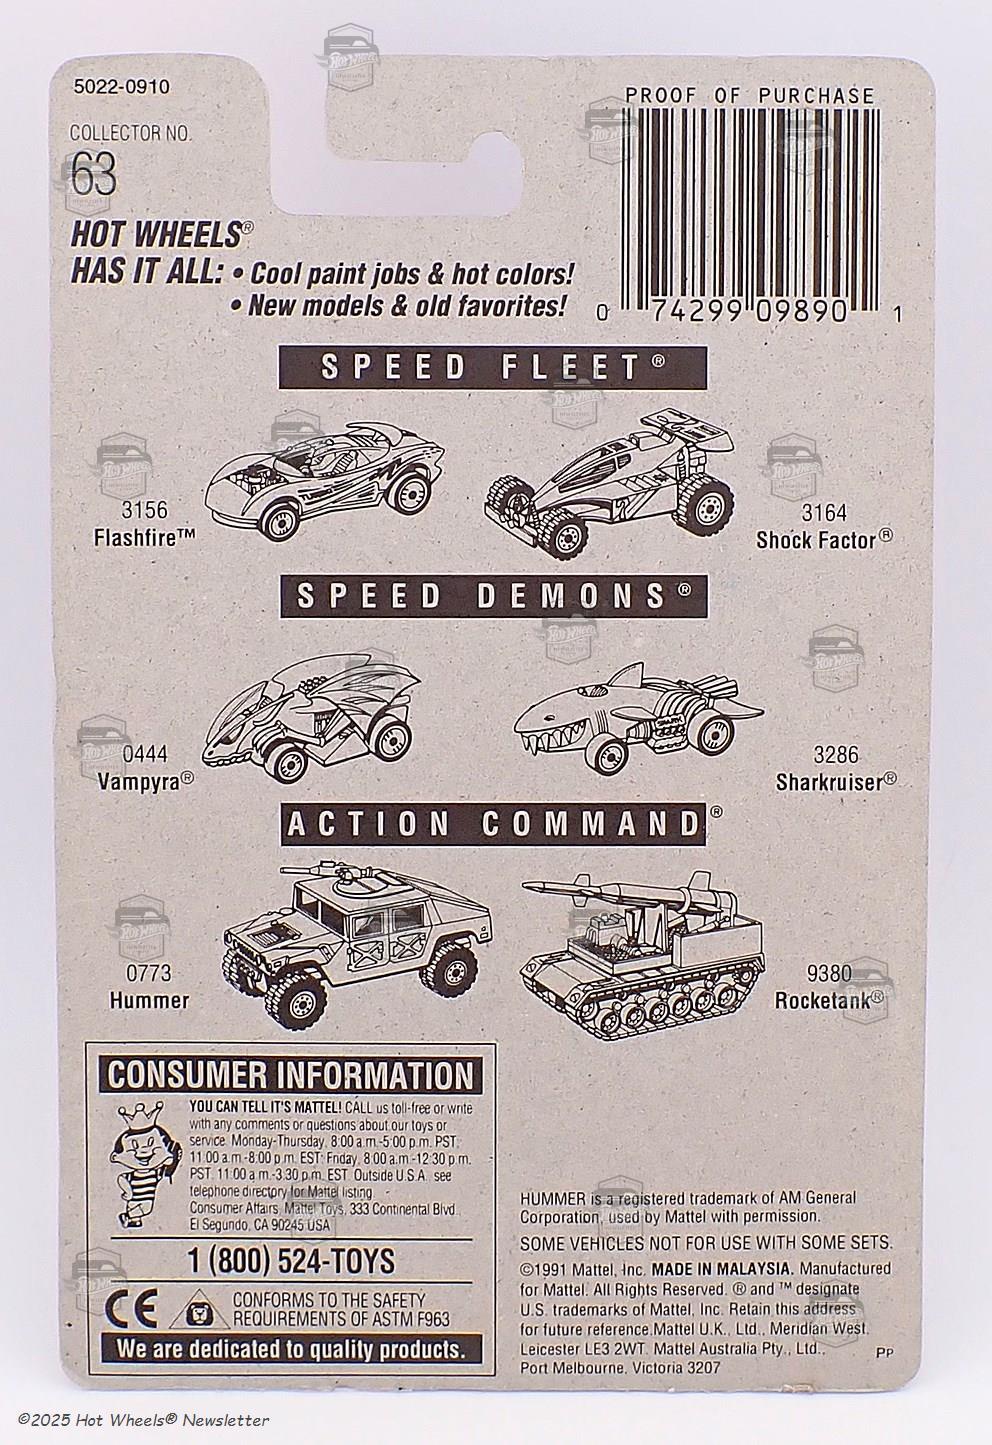 5022-0910
COLLECTOR NO.
63
PROOF OF PURCHASE
0 74299 09890 1
HOT WHEELS®
HAS IT ALL: • Cool paint jobs & hot colors!
• New models & old favorites!
SPEED FLEET®
3156
Flashfire™
3164
Shock Factor®
SPEED DEMONS®
0444
Vampyra®
SHARK
3286
Sharkruiser®
ACTION COMMAND®
0773
Hummer
9380
Rocketank®
CONSUMER INFORMATION
YOU CAN TELL IT'S MATTEL! CALL us toll-free or write
with any comments or questions about our toys or
service. Monday-Thursday, 8:00 a.m.-5:00 p.m. PST,
11:00 a.m.-8:00 p.m. EST: Friday, 8:00 a.m.-12:30 p.m.
PST. 11:00 a.m.-3.30 p.m. EST. Outside U.S.A. see
telephone directory for Mattel listing.
Consumer Affairs, Mattel Toys, 333 Continental Blvd.
El Segundo, CA 90245 USA
1 (800) 524-TOYS
CE CONFORMS TO THE SAFETY
REQUIREMENTS OF ASTM F963
We are dedicated to quality products.
HUMMER is a registered trademark of AM General
Corporation, used by Mattel with permission.
SOME VEHICLES NOT FOR USE WITH SOME SETS.
©1991 Mattel, Inc. MADE IN MALAYSIA. Manufactured
for Mattel. All Rights Reserved. ® and ™ designate
U.S. trademarks of Mattel, Inc. Retain this address
for future reference.Mattel U.K., Ltd., Meridian West.
Leicester LE3 2WT. Mattel Australia Pty., Ltd.,
Port Melbourne. Victoria 3207
PP
©2025 Hot Wheels® Newsletter